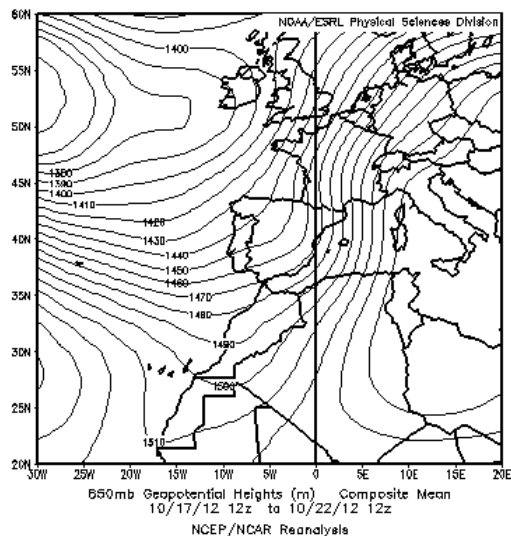 NOAA/ESRL Physical Sciences Division
60N
55N
50N
45N
40N
35N
30N
25N
20N
1400
1380
1390
1400
1410
1420
1430
1440
1450
1460
1470
1480
1490
1500
1510
30W 25W 20W 15W 10W 5W 0 5E 10E 15E 20E
850mb Geopotential Heights (m) Composite Mean
10/17/12 12z to 10/22/12 12z
NCEP/NCAR Reanalysis